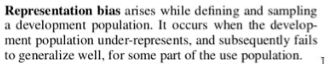 Representation bias arises while defining and sampling
a development population. It occurs when the develop-
ment population under-represents, and subsequently fails
to generalize well, for some part of the use population.